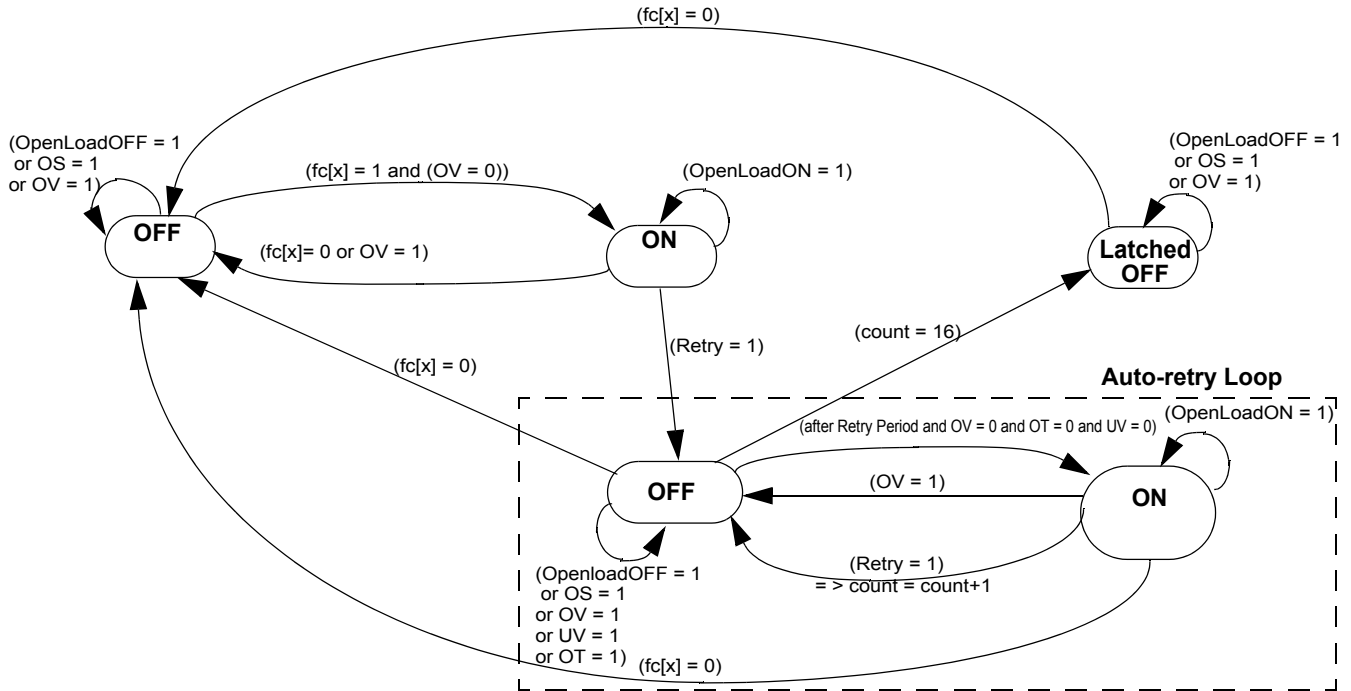 (fc[x] = 0)
(OpenLoadOFF = 1
or OS = 1
or OV = 1)
(fc[x] = 1 and (OV = 0))
(OpenLoadON = 1)
(OpenLoadOFF = 1
or OS = 1
or OV = 1)
OFF
ON
(fc[x]= 0 or OV = 1)
Latched
OFF
(Retry = 1)
(count = 16)
(fc[x] = 0)
Auto-retry Loop
(OpenLoadON = 1)
(after Retry Period and OV = 0 and OT = 0 and UV = 0)
OFF
(OV = 1)
ON
(Retry = 1)
= > count = count+1
(OpenloadOFF = 1
or OS = 1
or OV = 1
or UV = 1
or OT = 1)
(fc[x] = 0)